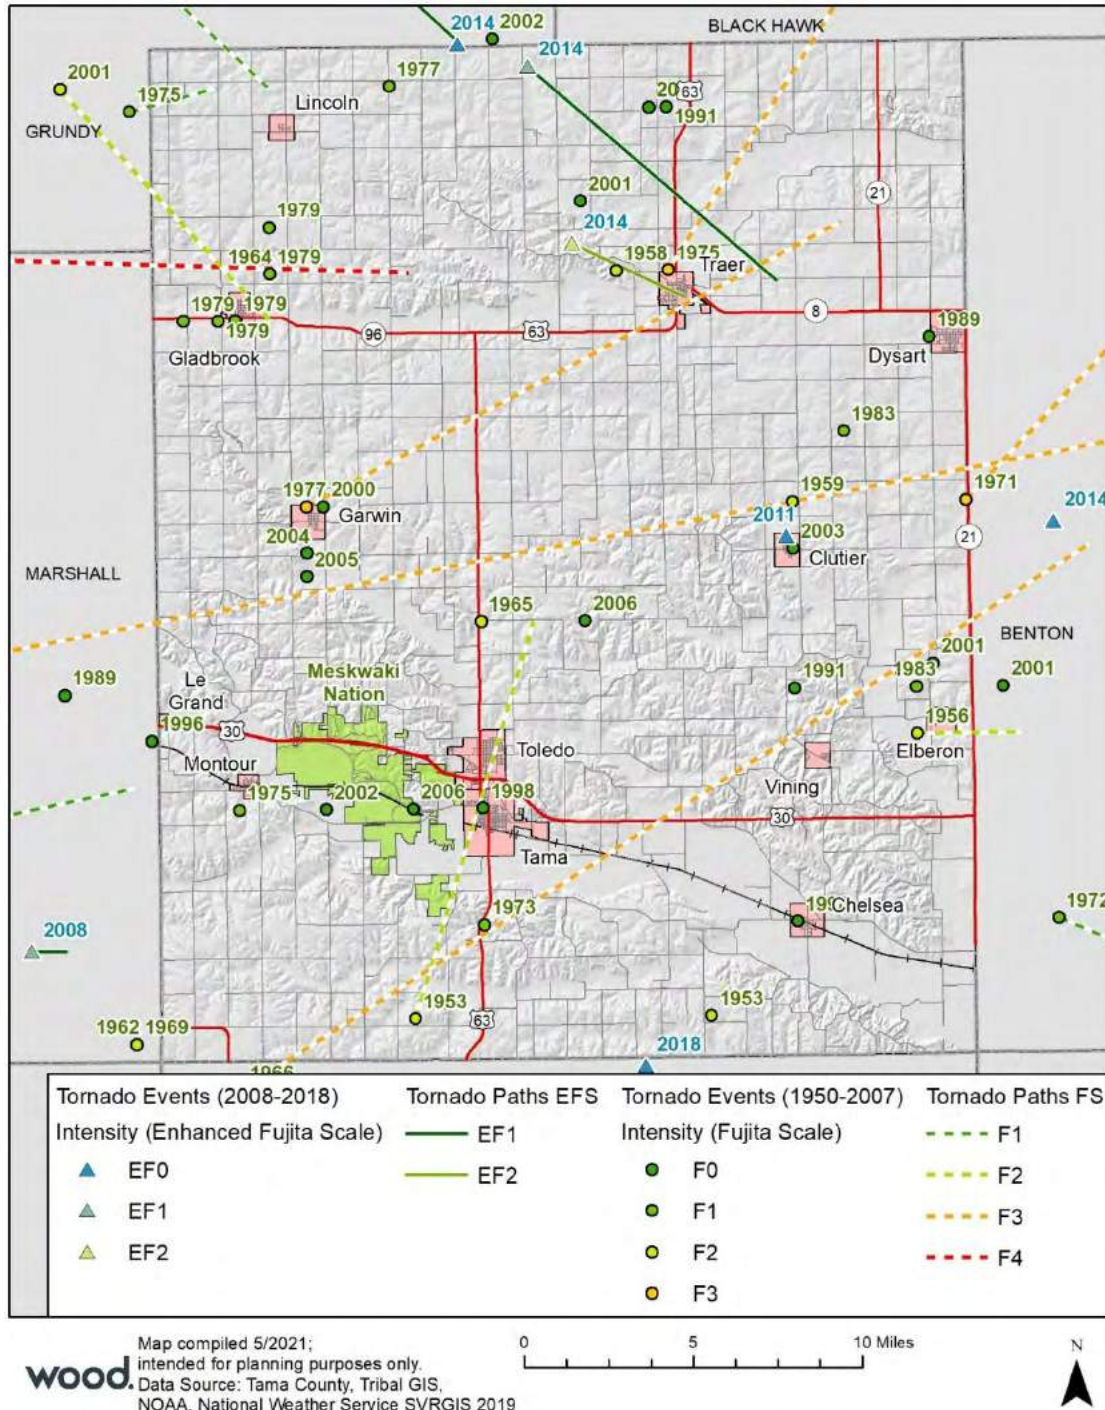 BLACK HAWK
2014
2002
2014
2001
1977
1975
20
63
1991
Lincoln
GRUNDY
21
2001
1979
2014
1964 1979
1958
1975
Traer
1979 1979
1979
96
63
8
1989
Gladbrook
Dysart
1983
1977 2000
1959
1971
2014
Garwin
2011
2004
2003
21
2005
Clutier
MARSHALL
1965
2006
BENTON
2001
1989
Le
Grand
Meskwaki
Nation
1991
1983
2001
1996
30
1956
Montour
Toledo
Elberon
Vining
1975
2002
2006
1998
30
Tama
199
Chelsea
1972
1973
2008
1953
1953
63
1962 1969
2018
1966
Tornado Events (2008-2018)
Intensity (Enhanced Fujita Scale)
EF0
EF1
EF2
Tornado Paths EFS
EF1
EF2
Tornado Events (1950-2007)
Intensity (Fujita Scale)
F0
F1
F2
F3
Tornado Paths FS
F1
F2
F3
F4
wood.
Map compiled 5/2021;
intended for planning purposes only.
Data Source: Tama County, Tribal GIS,
NOAA, National Weather Service SVRGIS 2019
0 5 10 Miles
N